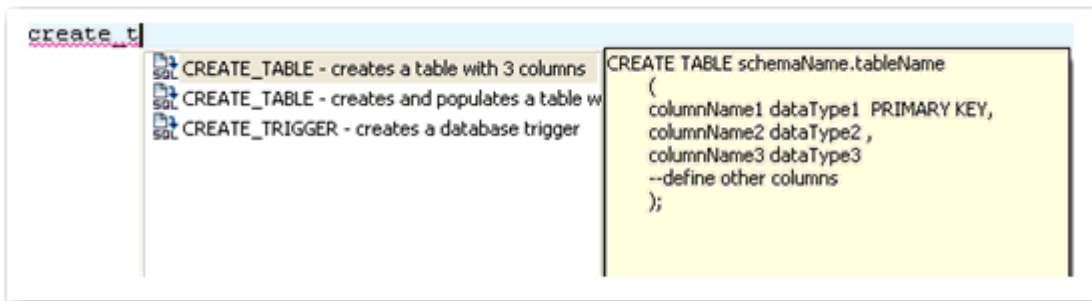 create_t
CREATE_TABLE - creates a table with 3 columns
CREATE_TABLE - creates and populates a table w
CREATE_TRIGGER - creates a database trigger
CREATE TABLE schemaName.tableName
(
columnName1 dataType1 PRIMARY KEY,
columnName2 dataType2 ,
columnName3 dataType3
--define other columns
);